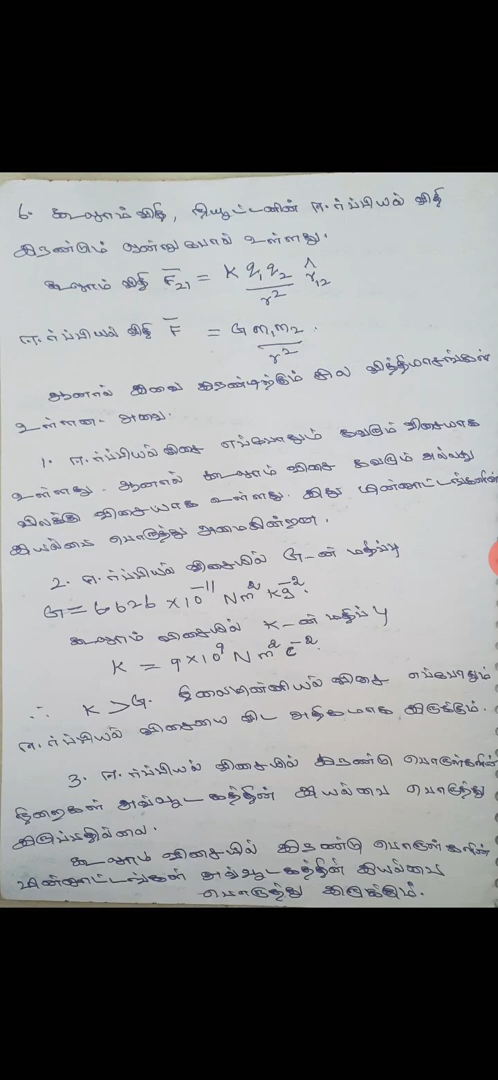 6. கூலூம் விதி, நியூட்டனின் ஈர்ப்பியல் விதி
இரண்டும் ஒன்று போல் உள்ளது.
கூலூம் விதி F₂₁ = K q₁q₂/r² r̂₁₂
ஈர்ப்பியல் விதி F = G m₁m₂/r².
ஆனால் இவை இரண்டிற்கும் சில வித்தியாசங்கள்
உள்ளன. அவை.
1. ஈர்ப்பியல் விசை எப்போதும் கவரும் விசையாக
உள்ளது. ஆனால் கூலூம் விசை கவரும் அல்லது
விலக்கு விசையாக உள்ளது. இது மின்னூட்டங்களின்
இயல்பை பொருத்து அமைகின்றன.
2. ஈர்ப்பியல் விசையில் G-ன் மதிப்பு
G = 6.626 × 10⁻¹¹ Nm² kg⁻².
கூலூம் விசையில் K-ன் மதிப்பு
K = 9 × 10⁹ Nm² C⁻².
∴ K > G. நிலைமின்னியல் விசை எப்போதும்
ஈர்ப்பியல் விசையை விட அதிகமாக இருக்கும்.
3. ஈர்ப்பியல் விசையில் இரண்டு பொருள்களின்
நிறைகள் அவ்ஊடகத்தின் இயல்பை பொருத்து
இருப்பதில்லை.
கூலூம் விசையில் இரண்டு பொருள்களின்
மின்னூட்டங்கள் அவ்ஊடகத்தின் இயல்பை
பொருத்து இருக்கும்.